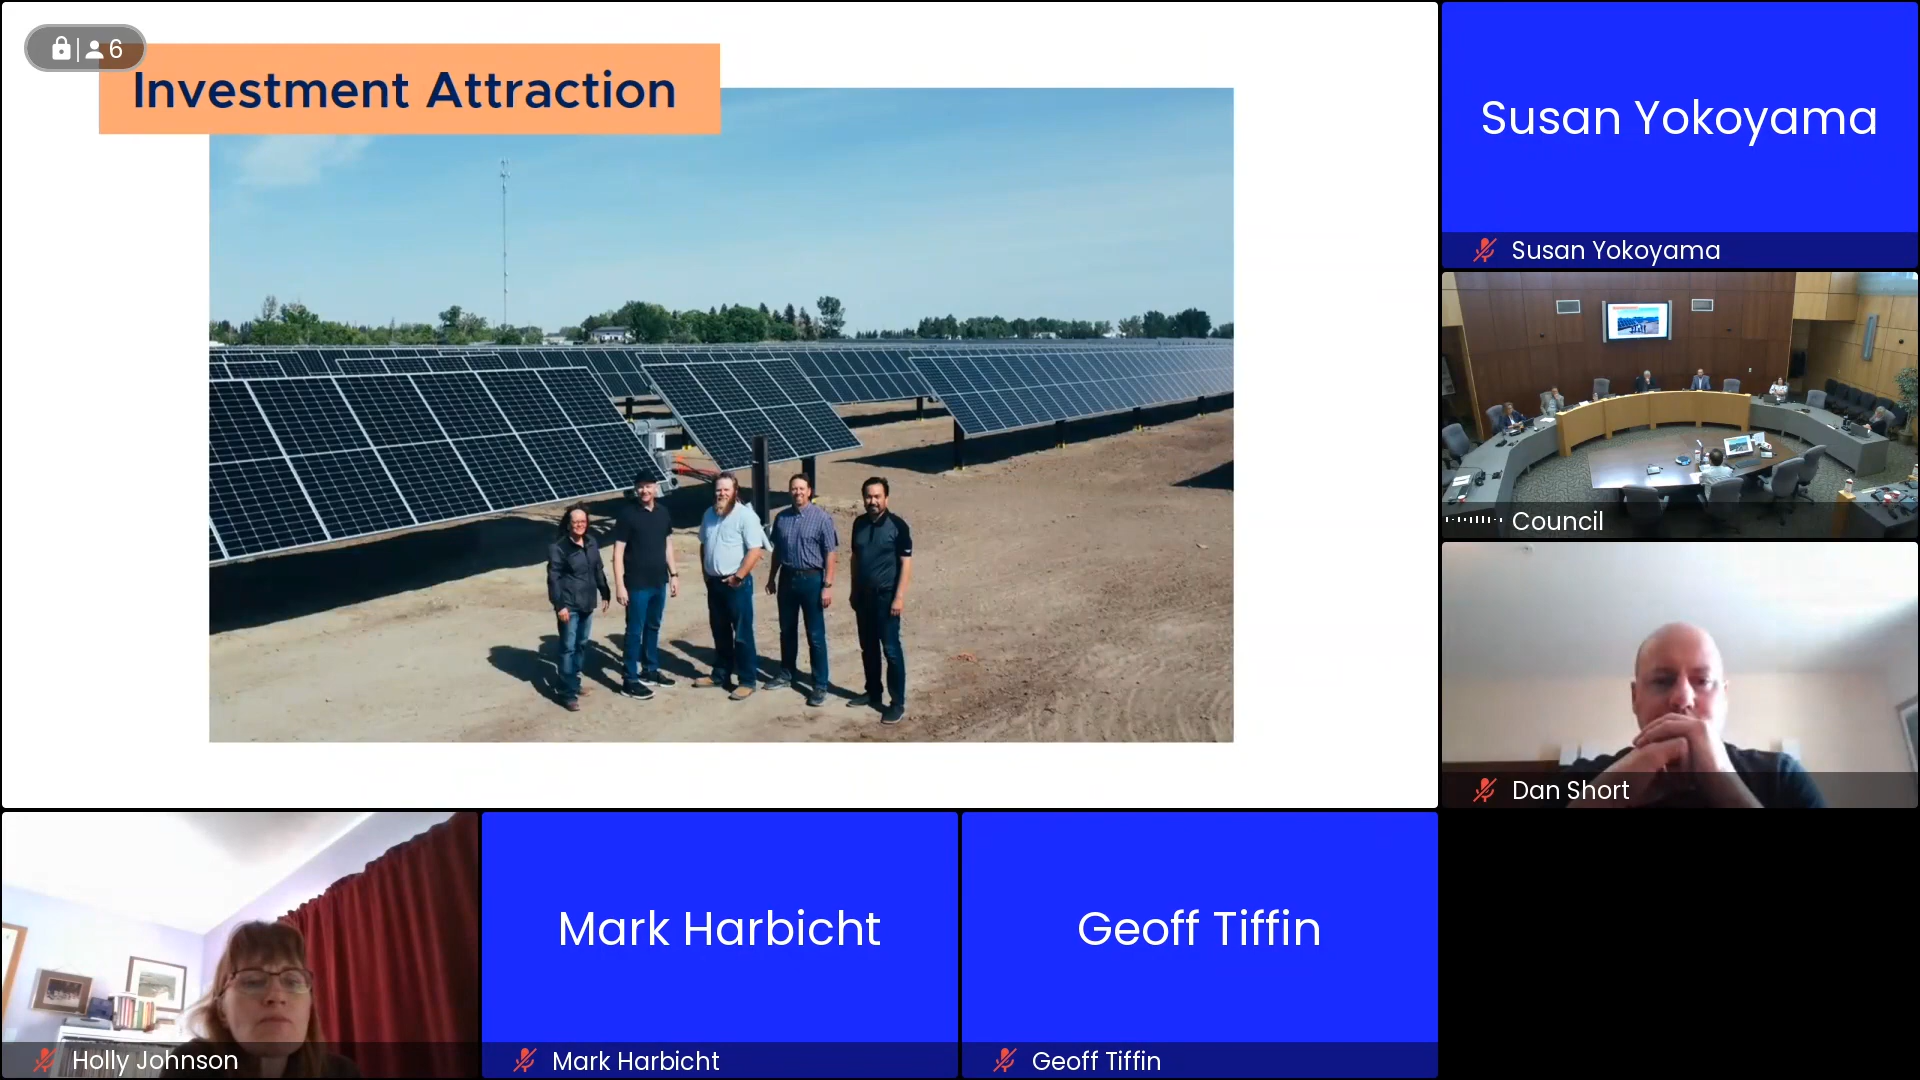 6
Investment Attraction
Susan Yokoyama
Susan Yokoyama
Council
Dan Short
Holly Johnson
Mark Harbicht
Mark Harbicht
Geoff Tiffin
Geoff Tiffin